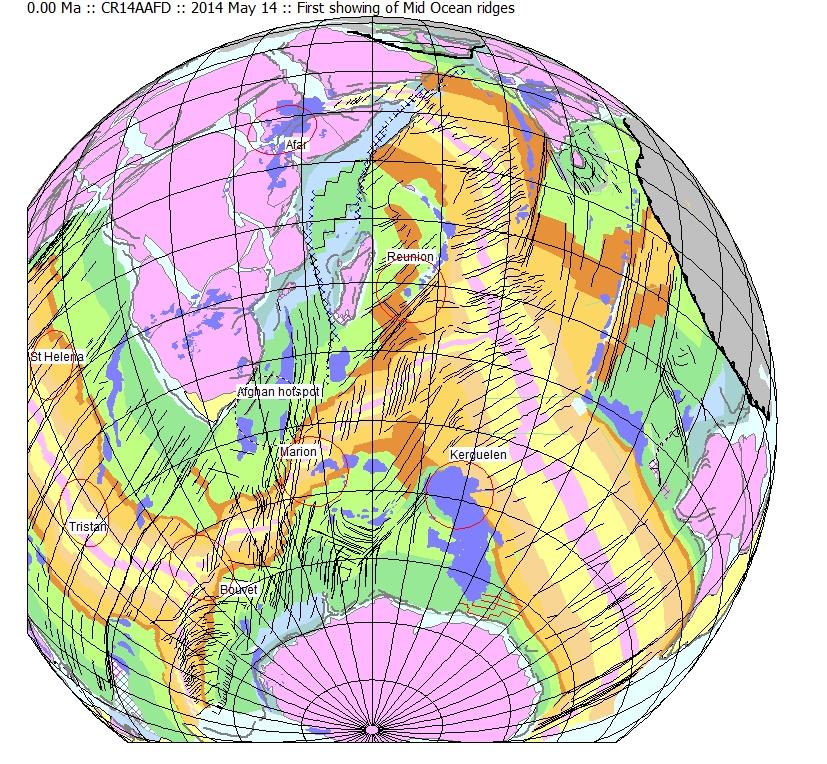 0.00 Ma :: CR14AAFD :: 2014 May 14 :: First showing of Mid Ocean ridges
Afar
Reunion
St Helena
Afghan hotspot
Marion
Kerguelen
Tristan
Bouvet